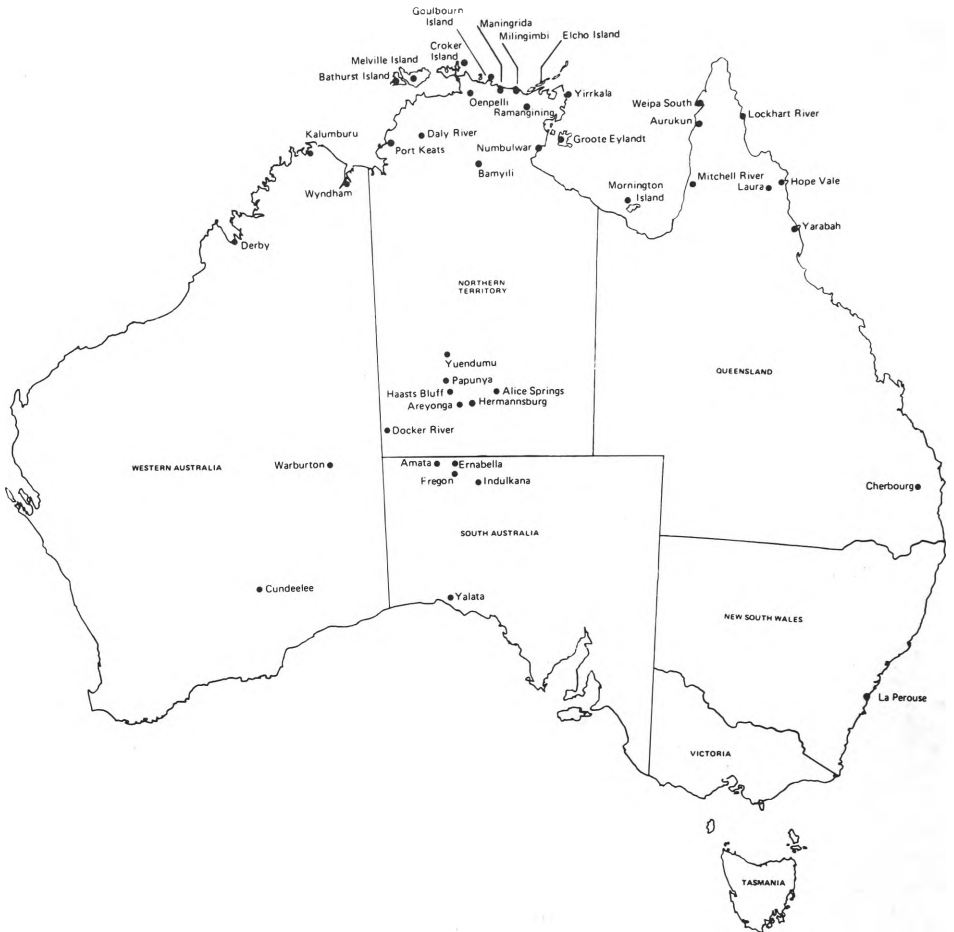 Goulbourn
Island
Maningrida
Milingimbi
Elcho Island
Croker
Island
Melville Island
Bathurst Island
Oenpelli
Ramangining
Yirrkala
Weipa South
Aurukun
Lockhart River
Kalumburu
Daly River
Port Keats
Numbulwar
Groote Eylandt
Bamyili
Wyndham
Mornington
Island
Mitchell River
Laura
Hope Vale
Yarabah
Derby
NORTHERN
TERRITORY
Yuendumu
Papunya
Haasts Bluff
Alice Springs
Areyonga
Hermannsburg
QUEENSLAND
Docker River
WESTERN AUSTRALIA
Warburton
Amata
Ernabella
Fregon
Indulkana
Cherbourg
SOUTH AUSTRALIA
Cundeelee
Yalata
NEW SOUTH WALES
La Perouse
VICTORIA
TASMANIA